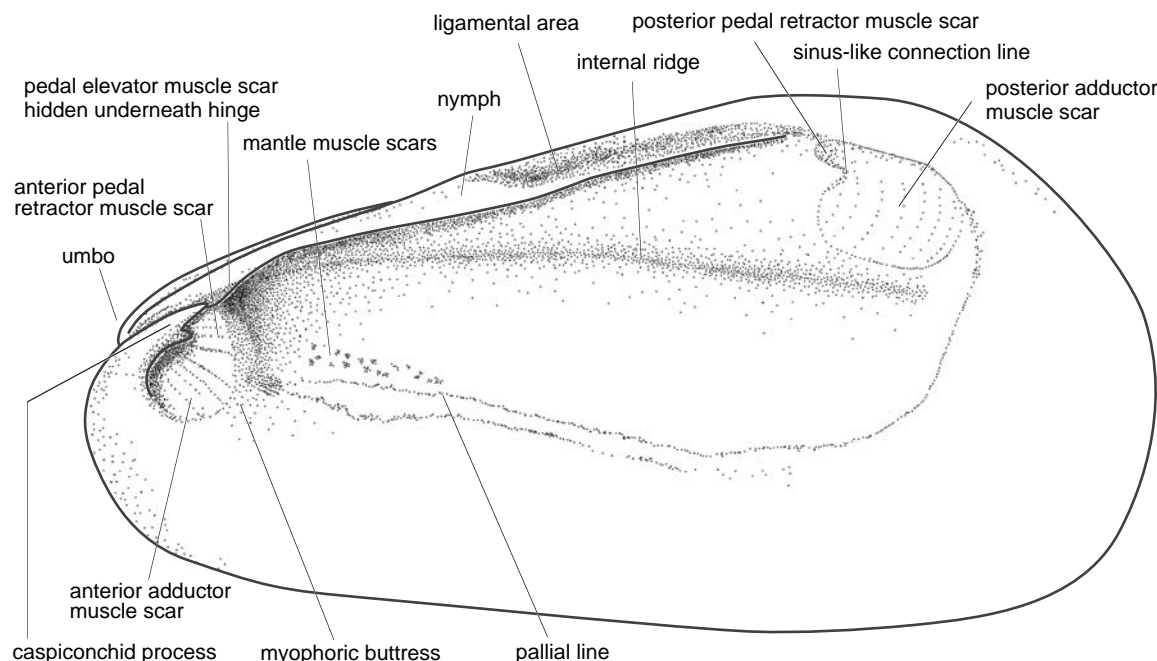 ligamental area
posterior pedal retractor muscle scar
sinus-like connection line
internal ridge
pedal elevator muscle scar
hidden underneath hinge
nymph
posterior adductor
muscle scar
mantle muscle scars
anterior pedal
retractor muscle scar
umbo
anterior adductor
muscle scar
caspiconchid process
myophoric buttress
pallial line